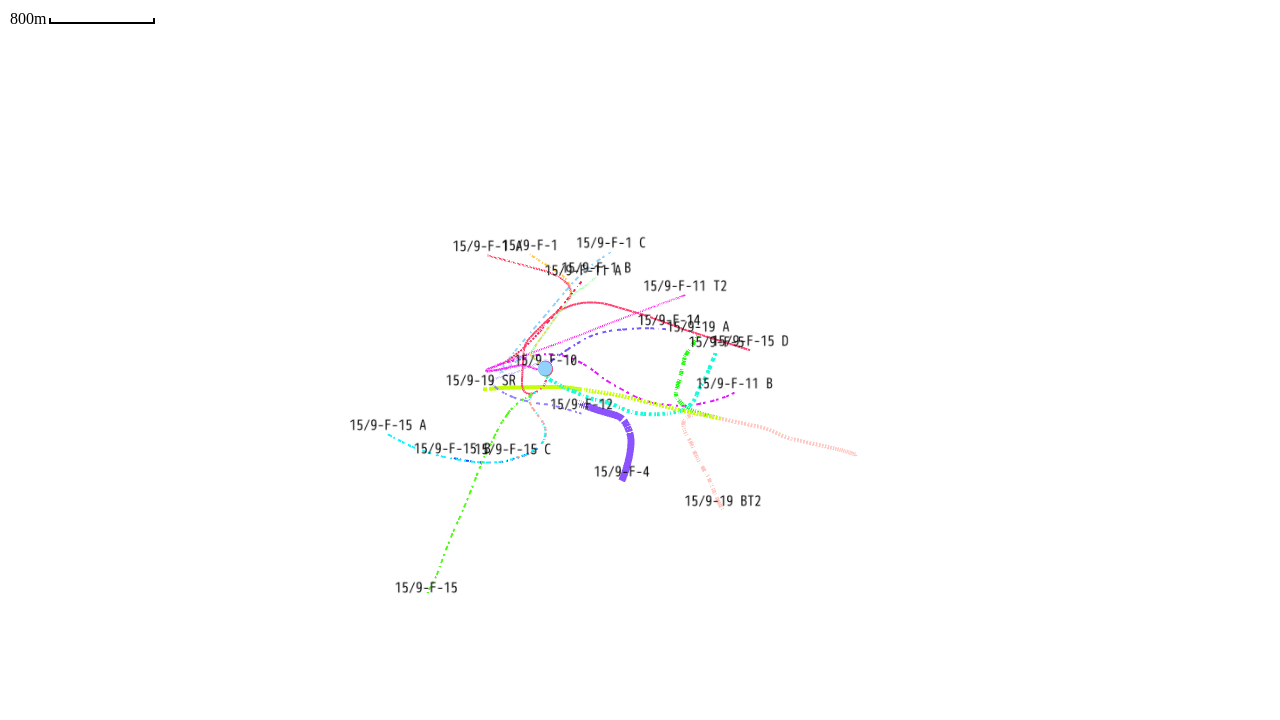 800m
15/9-F-1 C
15/9-F-1 A
15/9-F-1
15/9-F-1 B
15/9-F-11 A
15/9-F-11 T2
15/9-F-14
15/9-19 A
15/9-F-5
15/9-F-15 D
15/9-F-10
15/9-19 SR
15/9-F-11 B
15/9-F-12
15/9-F-15 A
15/9-F-15 B
15/9-F-15 C
15/9-F-4
15/9-19 BT2
15/9-F-15